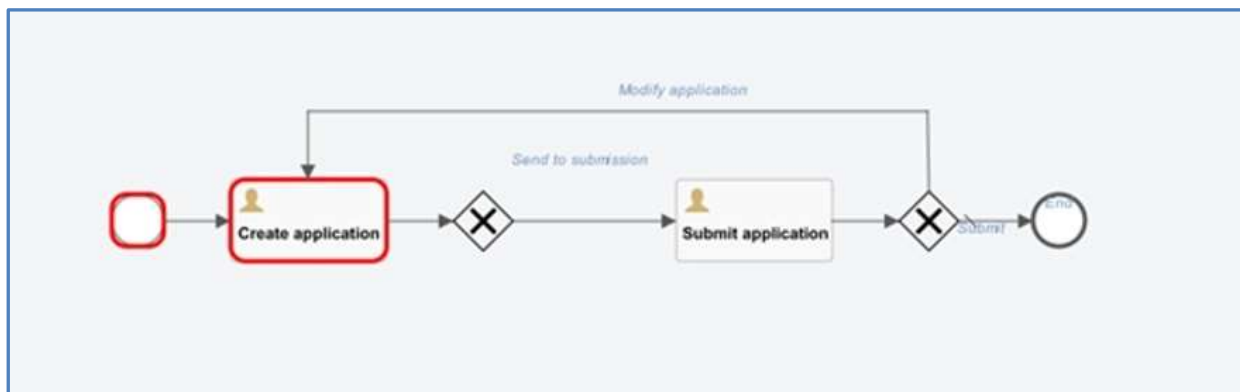 Modify application
Send to submission
Create application
Submit application
End
Submit